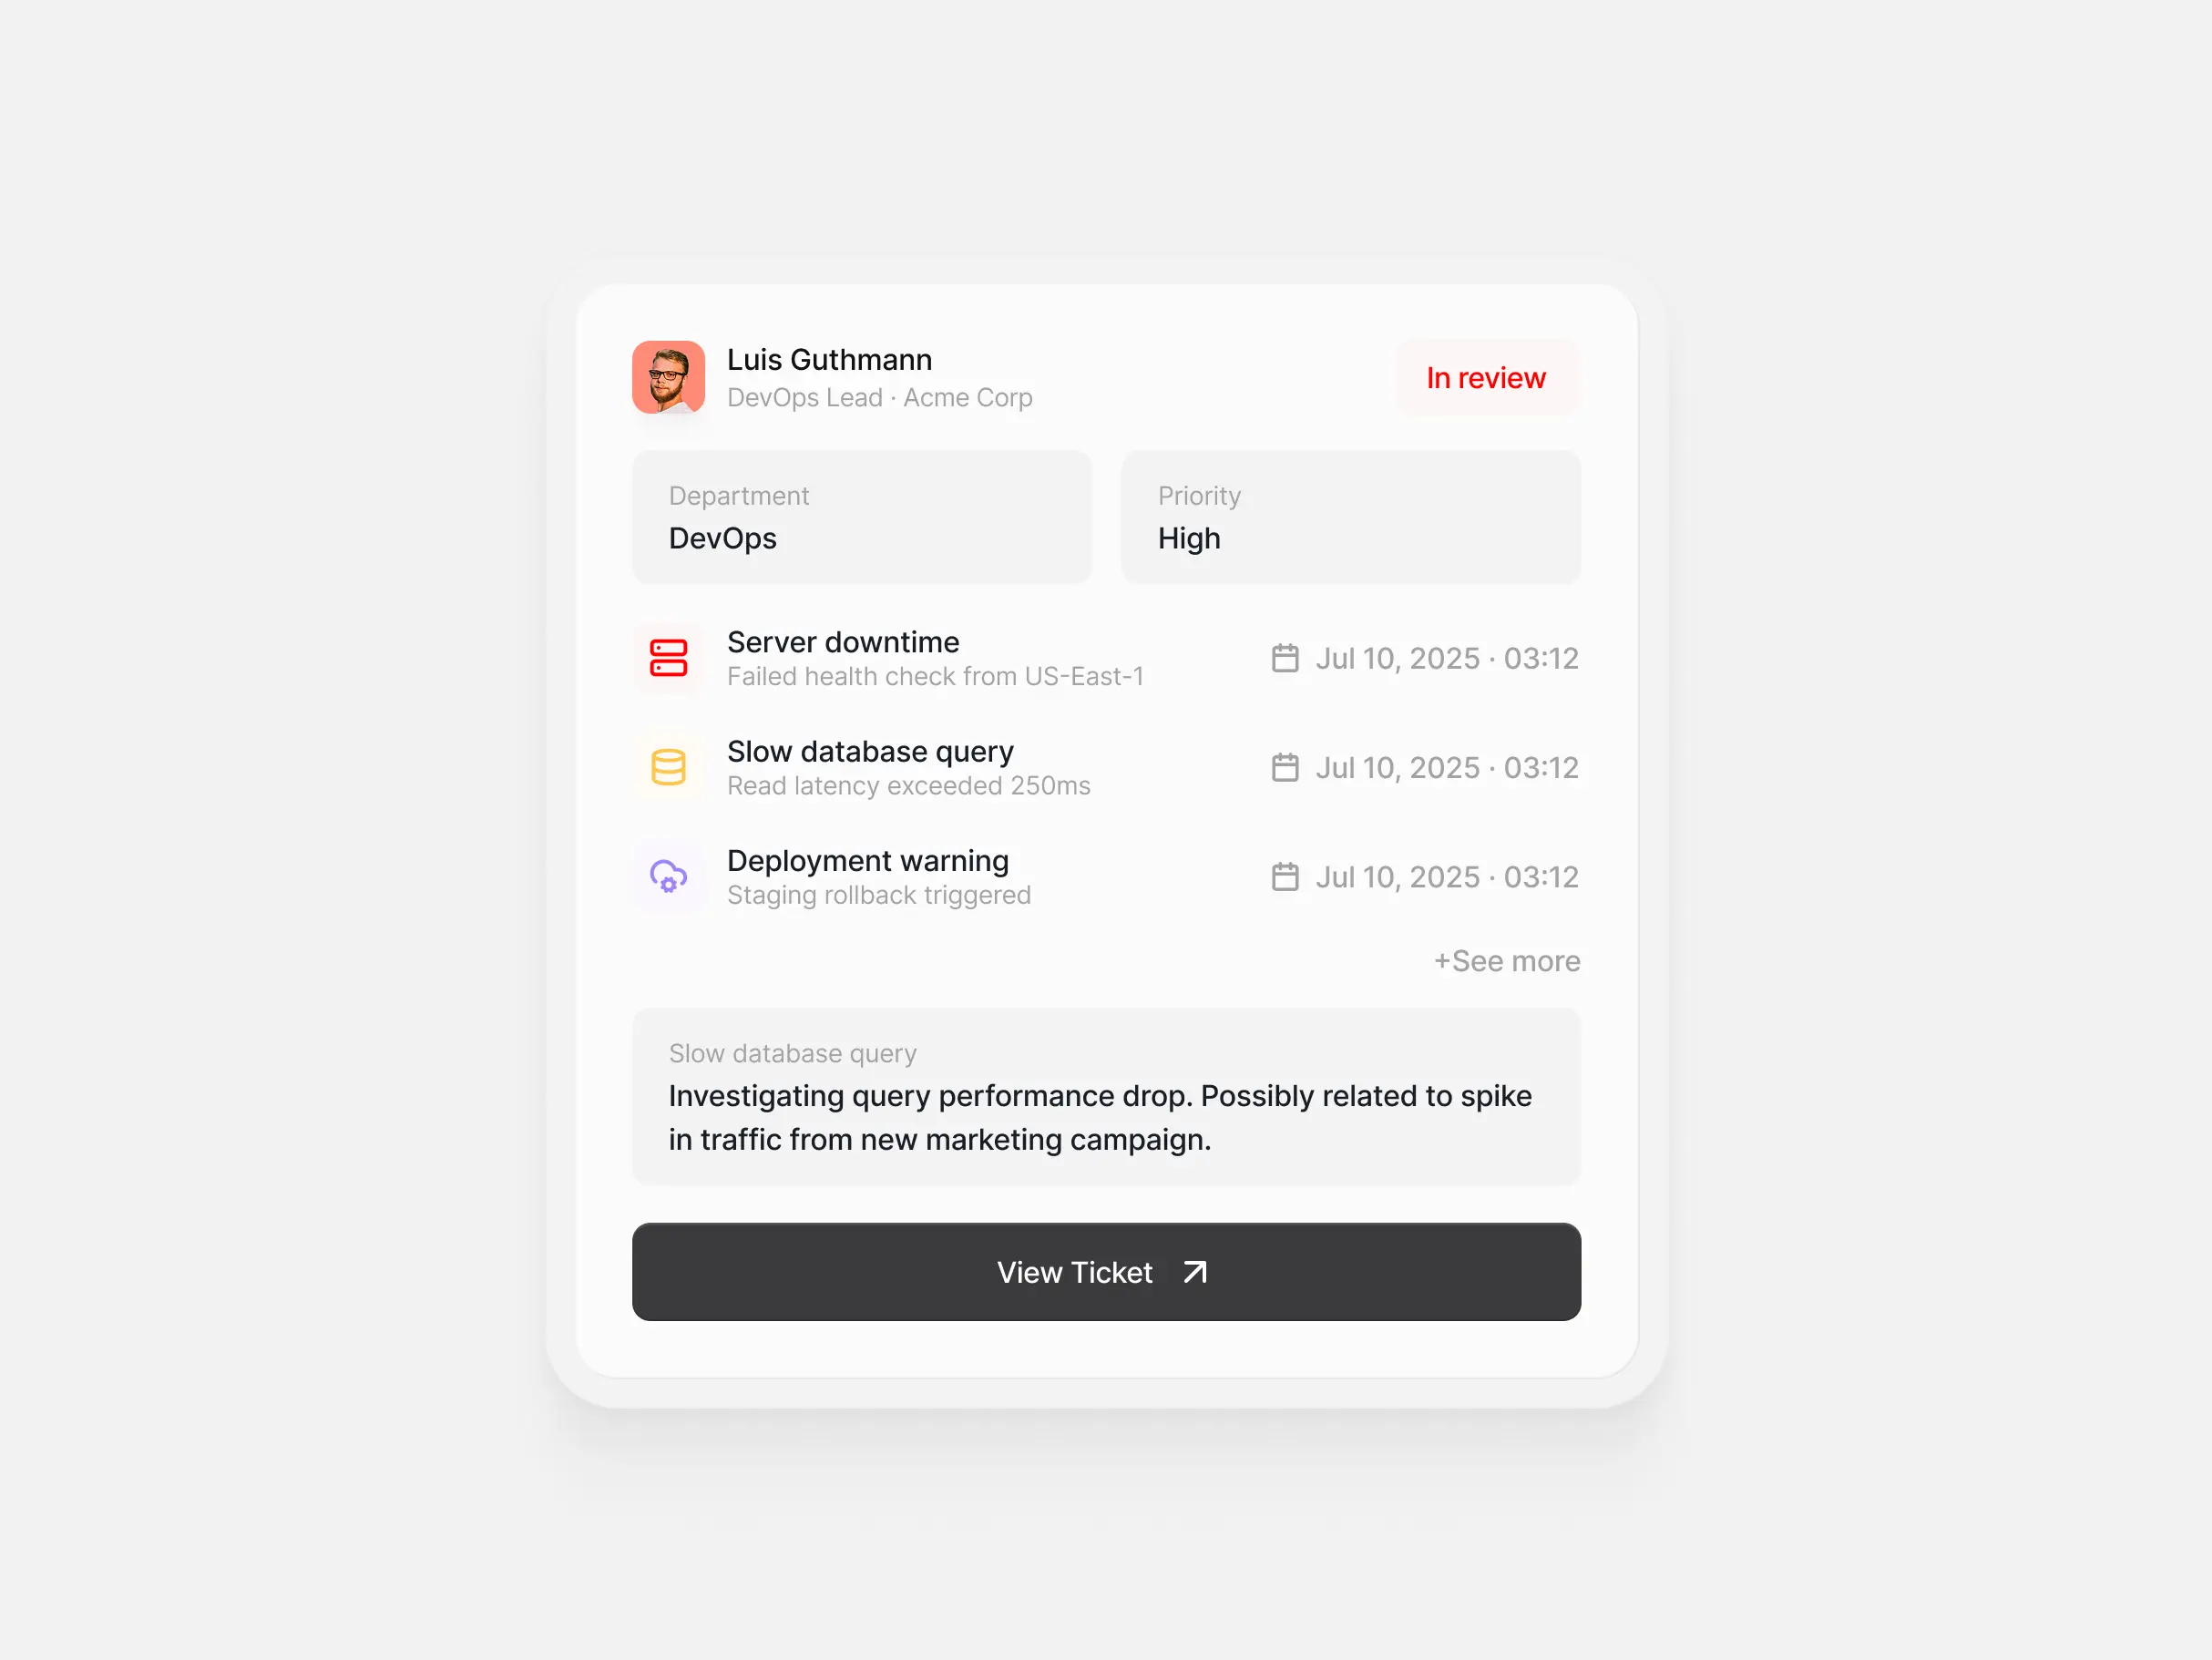 Luis Guthmann
DevOps Lead · Acme Corp
In review
Department
DevOps
Priority
High
Server downtime
Failed health check from US-East-1
Jul 10, 2025 · 03:12
Slow database query
Read latency exceeded 250ms
Jul 10, 2025 · 03:12
Deployment warning
Staging rollback triggered
Jul 10, 2025 · 03:12
+See more
Slow database query
Investigating query performance drop. Possibly related to spike
in traffic from new marketing campaign.
View Ticket